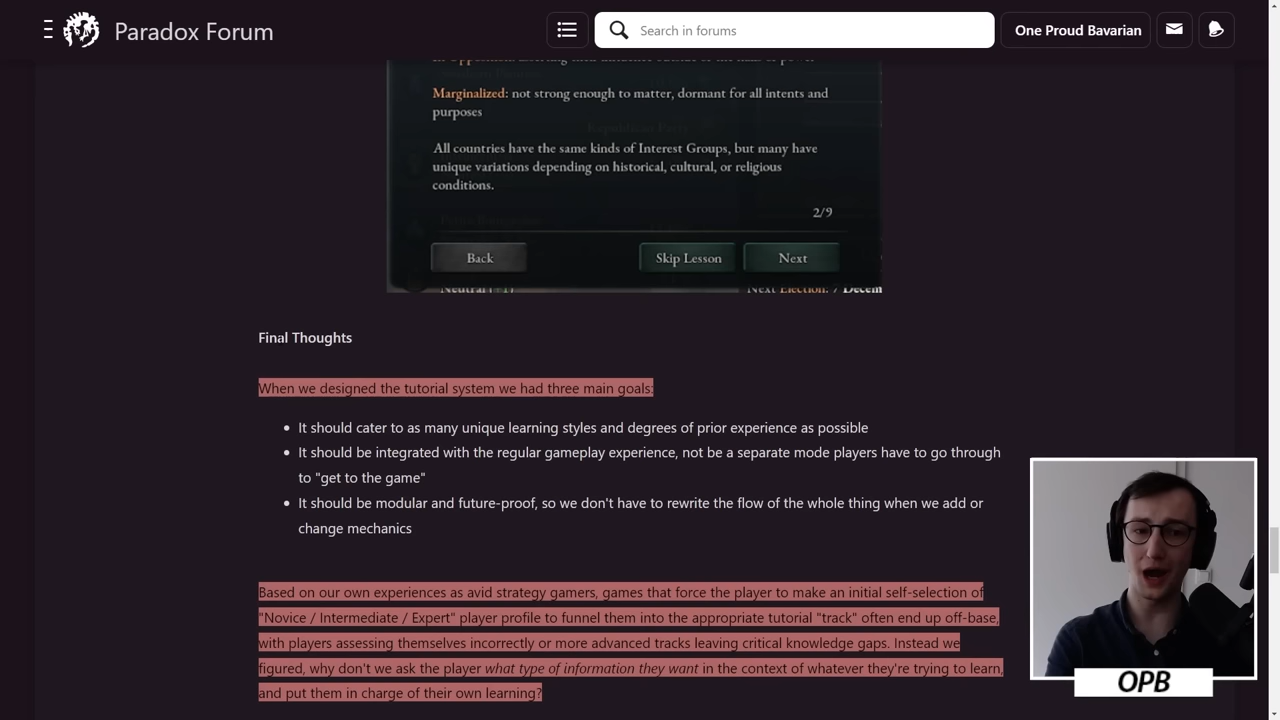 Paradox Forum
Search in forums
One Proud Bavarian
Marginalized: not strong enough to matter, dormant for all intents and
purposes
All countries have the same kinds of Interest Groups, but many have
unique variations depending on historical, cultural, or religious
conditions.
2/9
Back
Skip Lesson
Next
Neutral (+1)
Next Election: 7 Decem
Final Thoughts
When we designed the tutorial system we had three main goals:
It should cater to as many unique learning styles and degrees of prior experience as possible
It should be integrated with the regular gameplay experience, not be a separate mode players have to go through
to "get to the game"
It should be modular and future-proof, so we don't have to rewrite the flow of the whole thing when we add or
change mechanics
Based on our own experiences as avid strategy gamers, games that force the player to make an initial self-selection of
"Novice / Intermediate / Expert" player profile to funnel them into the appropriate tutorial "track" often end up off-base,
with players assessing themselves incorrectly or more advanced tracks leaving critical knowledge gaps. Instead we
figured, why don't we ask the player what type of information they want in the context of whatever they're trying to learn,
and put them in charge of their own learning?
OPB